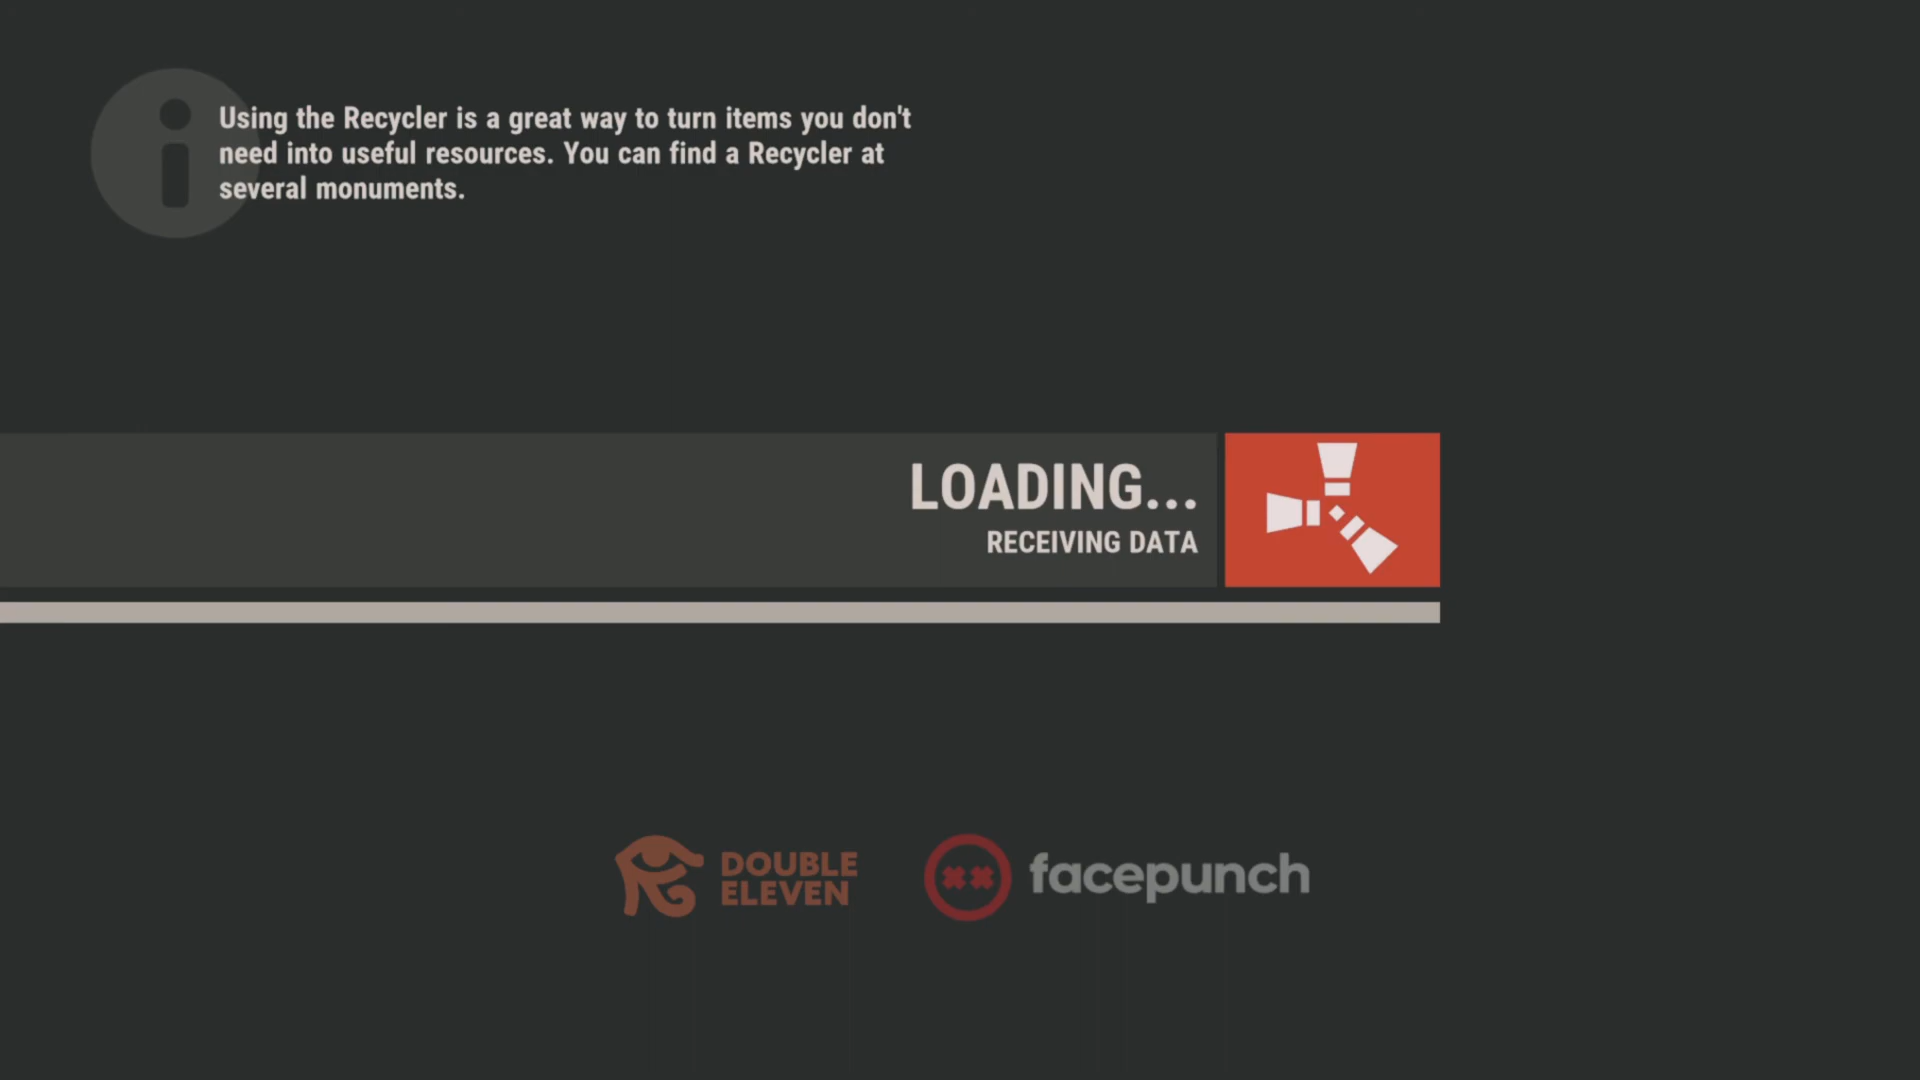 Using the Recycler is a great way to turn items you don't
need into useful resources. You can find a Recycler at
several monuments.
LOADING...
RECEIVING DATA
DOUBLE
ELEVEN
facepunch